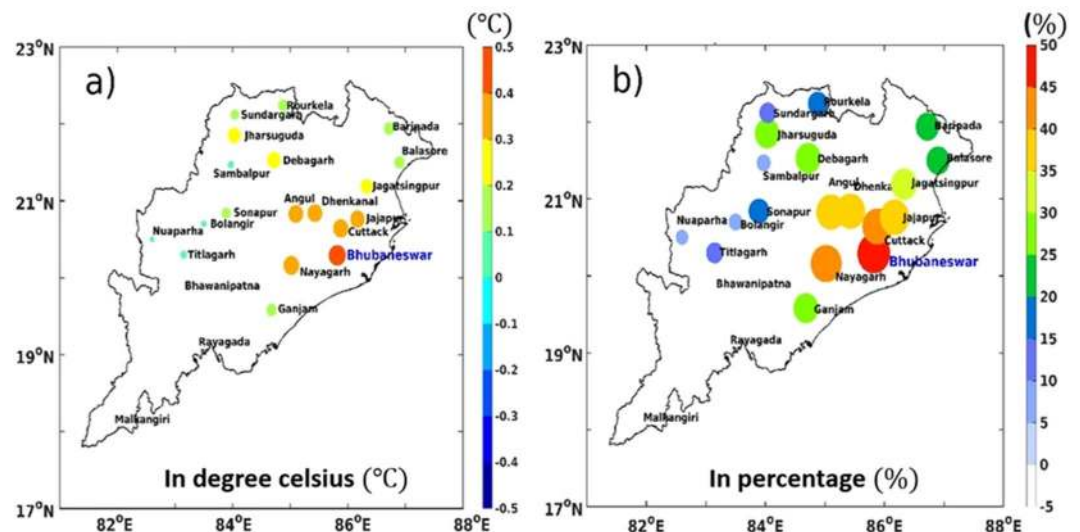 (°C)
23°N
21°N
19°N
17°N
82°E
84°E
86°E
88°E
a)
Rourkela
Sundargarh
Baripada
Jharsuguda
Debagarh
Balasore
Sambalpur
Jagatsingpur
Angul
Dhenkanal
Sonapur
Bolangir
Jajapur
Nuaparha
Cuttack
Titlagarh
Bhubaneswar
Nayagarh
Bhawanipatna
Ganjam
Rayagada
Malkangiri
In degree celsius (°C)
0.5
0.4
0.3
0.2
0.1
0
-0.1
-0.2
-0.3
-0.4
-0.5
(%)
23°N
21°N
19°N
17°N
82°E
84°E
86°E
88°E
b)
Rourkela
Sundargarh
Baripada
Jharsuguda
Debagarh
Balasore
Sambalpur
Angul
Dhenkana
Jagatsingpur
Sonapur
Bolangir
Jajapur
Nuaparha
Cuttack
Titlagarh
Bhubaneswar
Nayagarh
Bhawanipatna
Ganjam
Rayagada
Malkangiri
In percentage (%)
50
45
40
35
30
25
20
15
10
5
0
-5